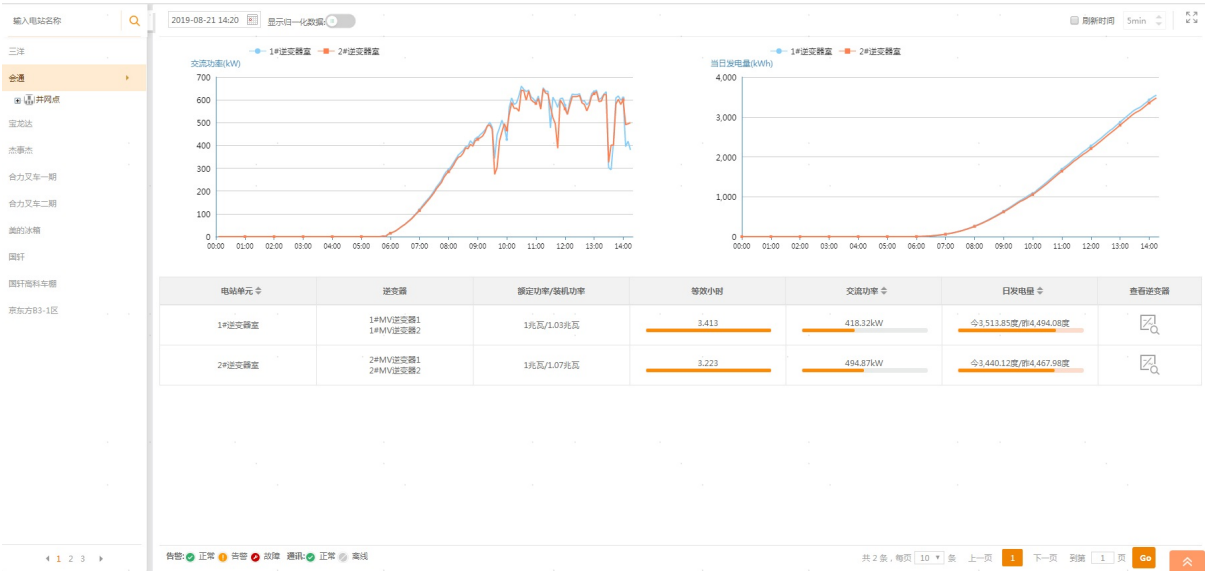 输入电站名称
2019-08-21 14:20
显示归一化数据:
刷新时间
5min
三洋
会通
井网点
宝龙达
杰事杰
合力叉车一期
合力叉车二期
美的冰箱
国轩
国轩高科车棚
京东方B3-1区
1 2 3
1#逆变器室 2#逆变器室
交流功率(kW)
700
600
500
400
300
200
100
0
00:00 01:00 02:00 03:00 04:00 05:00 06:00 07:00 08:00 09:00 10:00 11:00 12:00 13:00 14:00
1#逆变器室 2#逆变器室
当日发电量(kWh)
4,000
3,000
2,000
1,000
0
00:00 01:00 02:00 03:00 04:00 05:00 06:00 07:00 08:00 09:00 10:00 11:00 12:00 13:00 14:00
电站单元 逆变器 额定功率/装机功率 等效小时 交流功率 日发电量 查看逆变器
1#逆变器室 1#MV逆变器1 1兆瓦/1.03兆瓦 3.413 418.32kW 今3,513.85度/昨4,494.08度
1#MV逆变器2
2#逆变器室 2#MV逆变器1 1兆瓦/1.07兆瓦 3.223 494.87kW 今3,440.12度/昨4,467.98度
2#MV逆变器2
告警: 正常 告警 故障 通讯: 正常 离线
共 2 条 , 每页 10 条 上一页 1 下一页 到第 1 页 Go